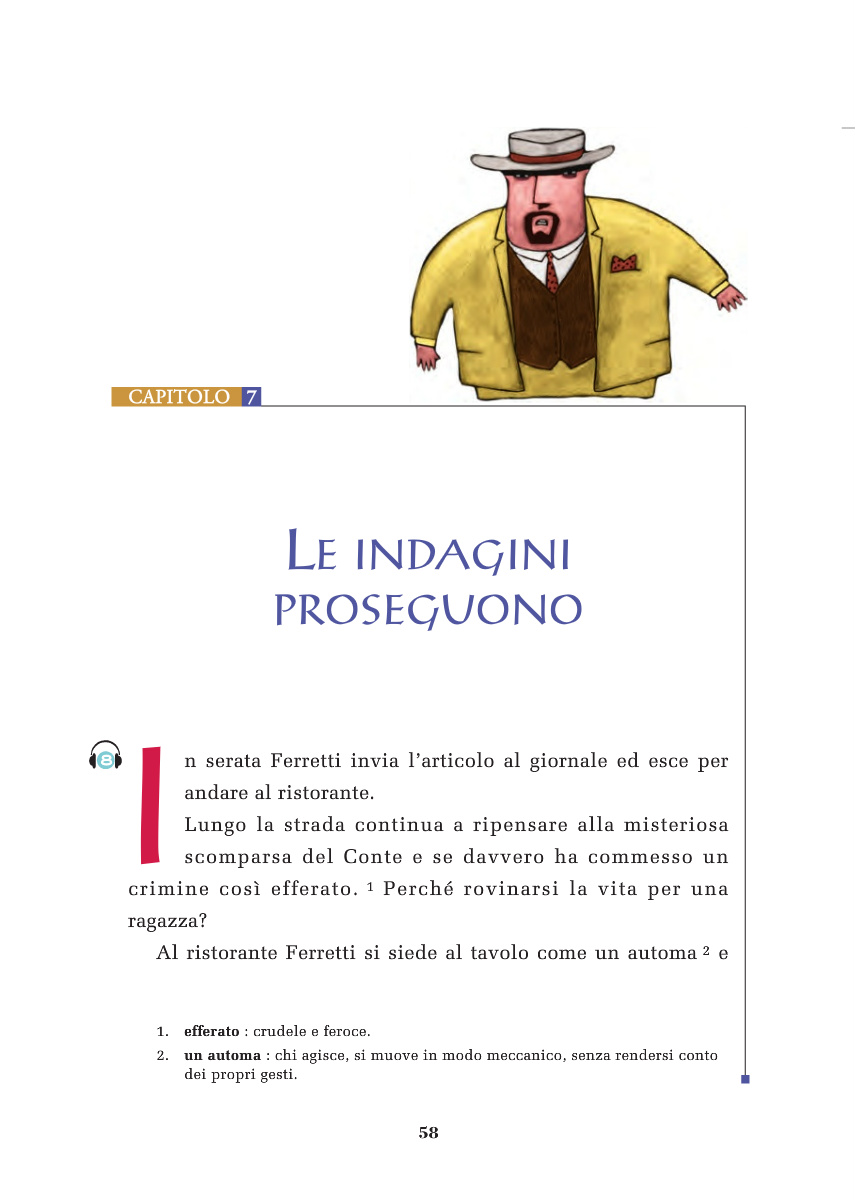 CAPITOLO 7
LE INDAGINI
PROSEGUONO
8
In serata Ferretti invia l’articolo al giornale ed esce per
andare al ristorante.
Lungo la strada continua a ripensare alla misteriosa
scomparsa del Conte e se davvero ha commesso un
crimine così efferato. 1 Perché rovinarsi la vita per una
ragazza?
Al ristorante Ferretti si siede al tavolo come un automa 2 e
1. efferato : crudele e feroce.
2. un automa : chi agisce, si muove in modo meccanico, senza rendersi conto
dei propri gesti.
58